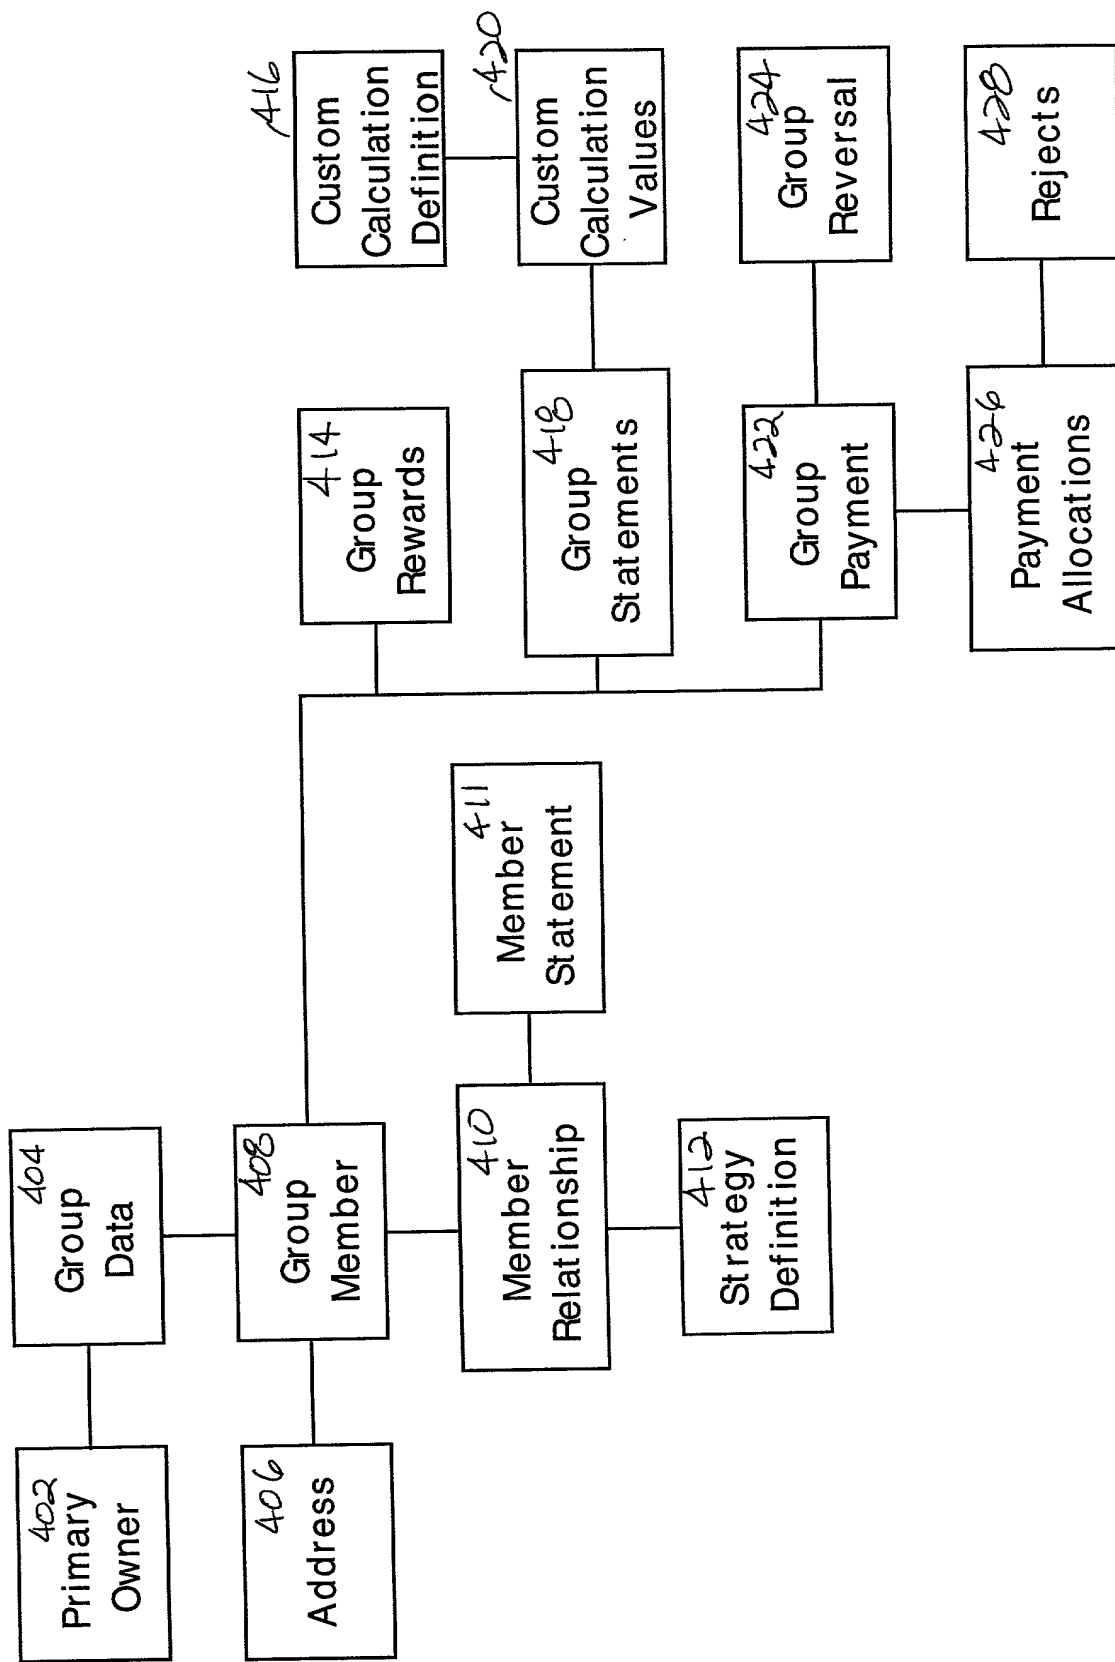 402
Primary
Owner
404
Group
Data
406
Address
408
Group
Member
410
Member
Relationship
411
Member
Statement
412
Strategy
Definition
414
Group
Rewards
416
Custom
Calculation
Definition
418
Group
Statements
420
Custom
Calculation
Values
422
Group
Payment
424
Group
Reversal
426
Payment
Allocations
428
Rejects